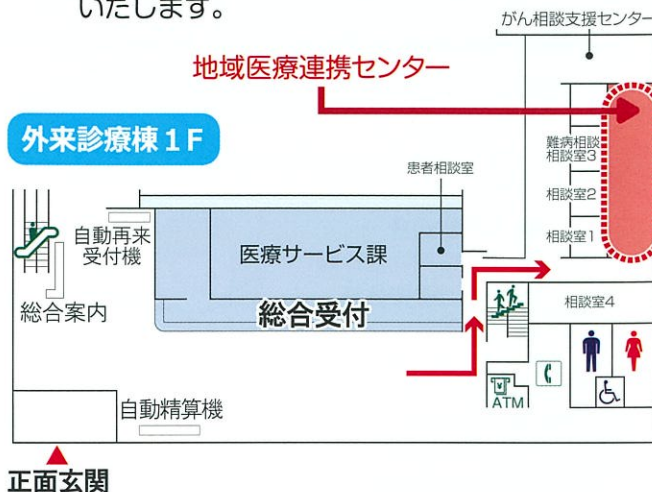 いたします。
がん相談支援センター
地域医療連携センター
外来診療棟1F
難病相談
相談室3
患者相談室
相談室2
自動再来
受付機
医療サービス課
相談室1
総合案内
総合受付
相談室4
ATM
自動精算機
正面玄関